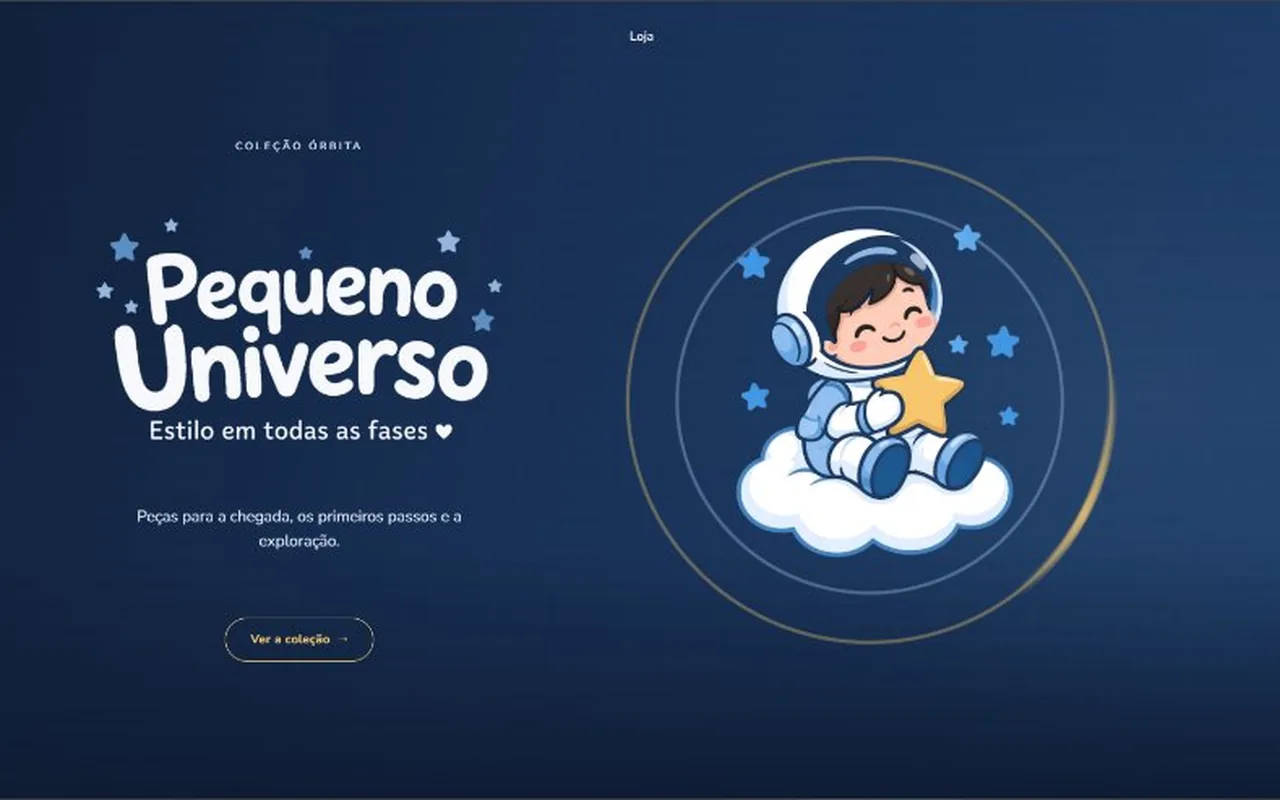 Loja
COLEÇÃO ÓRBITA
Pequeno
Universo
Estilo em todas as fases
Peças para a chegada, os primeiros passos e a
exploração.
Ver a coleção →